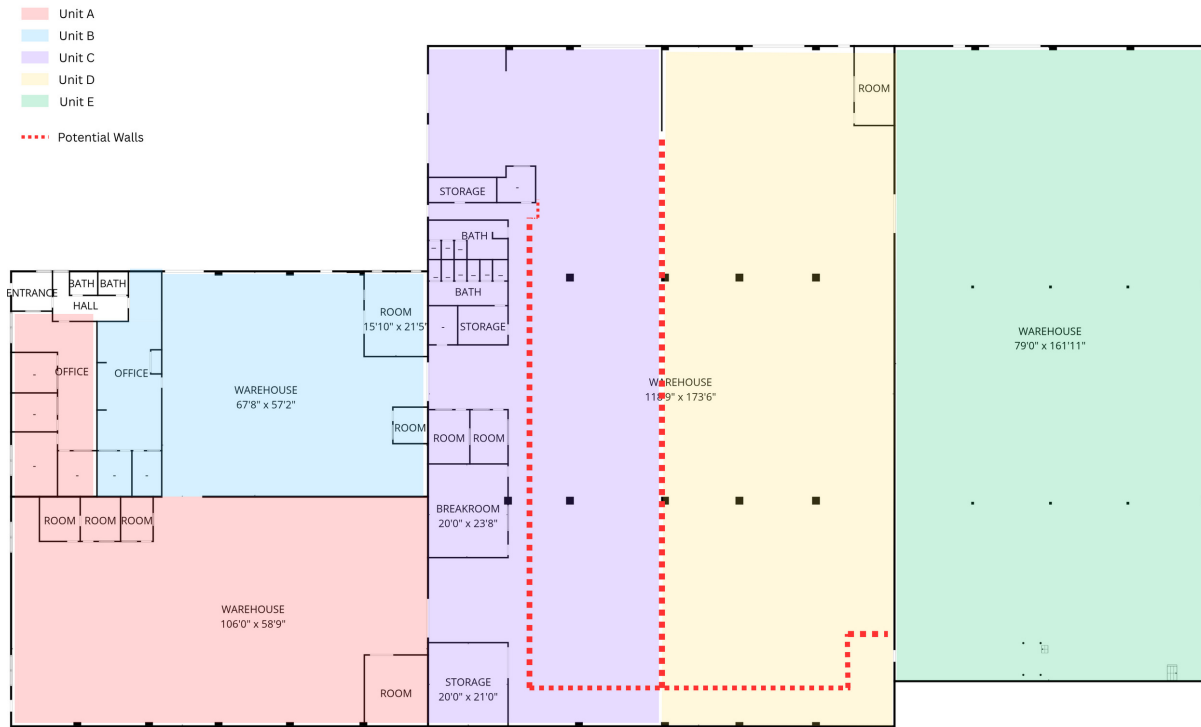 Unit A
Unit B
Unit C
Unit D
Unit E
Potential Walls
ROOM
STORAGE
BATH
BATH
STORAGE
ENTRANCE
BATH
BATH
HALL
ROOM
15'10" x 21'5"
OFFICE
OFFICE
WAREHOUSE
67'8" x 57'2"
ROOM
ROOM
ROOM
WAREHOUSE
118'9" x 173'6"
WAREHOUSE
79'0" x 161'11"
BREAKROOM
20'0" x 23'8"
ROOM
ROOM
ROOM
WAREHOUSE
106'0" x 58'9"
ROOM
STORAGE
20'0" x 21'0"